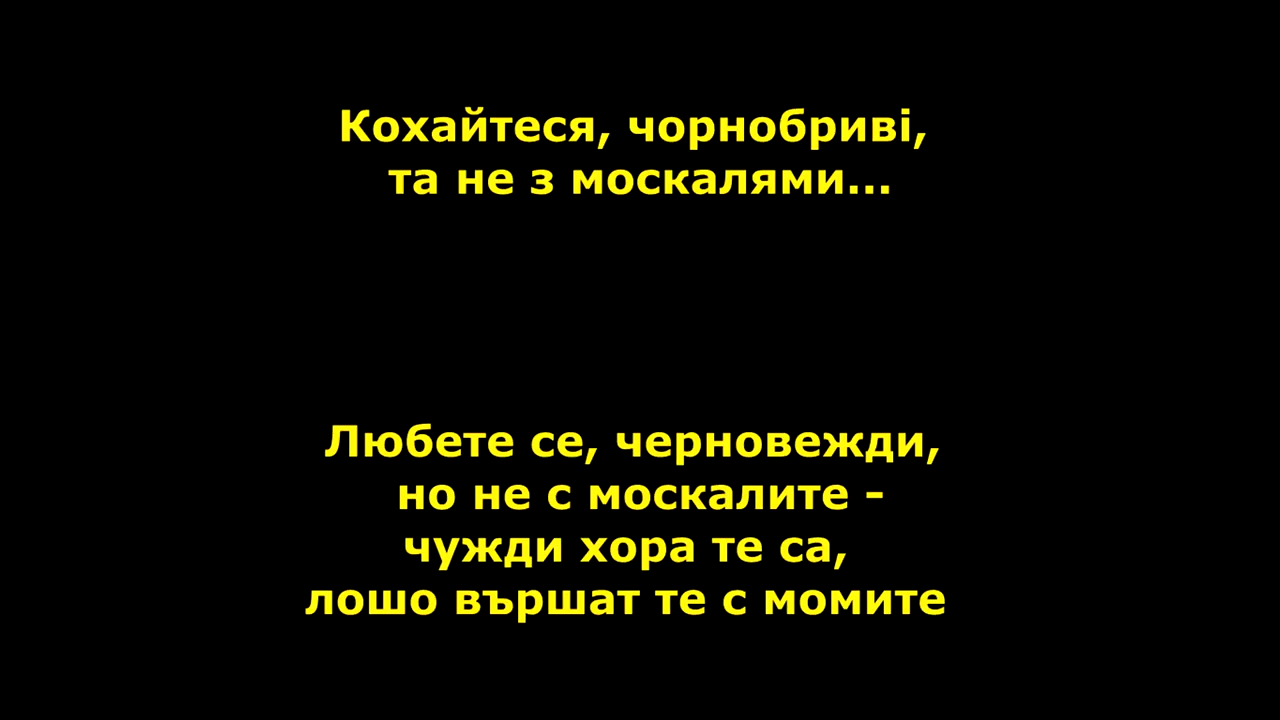 Кохайтеся, чорнобриві,
та не з москалями...
Любете се, черновежди,
но не с москалите -
чужди хора те са,
лошо вършат те с момите